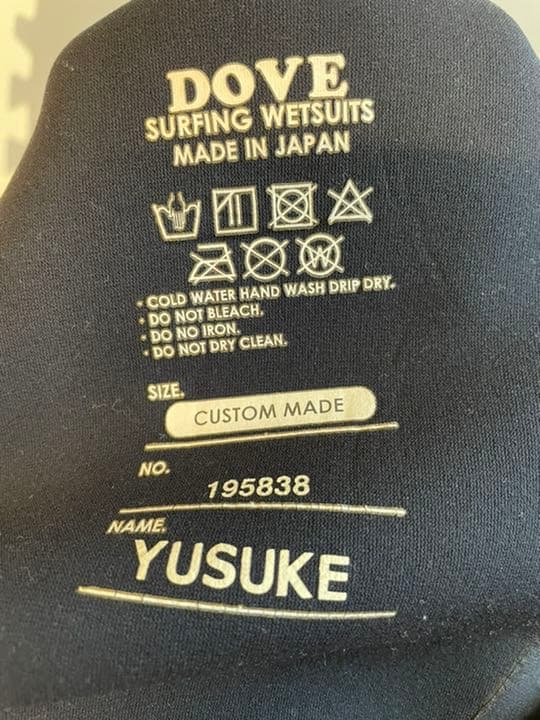 DOVE
SURFING WETSUITS
MADE IN JAPAN
• COLD WATER HAND WASH DRIP DRY.
• DO NOT BLEACH.
• DO NO IRON.
• DO NOT DRY CLEAN.
SIZE.
CUSTOM MADE
NO.
195838
NAME.
YUSUKE